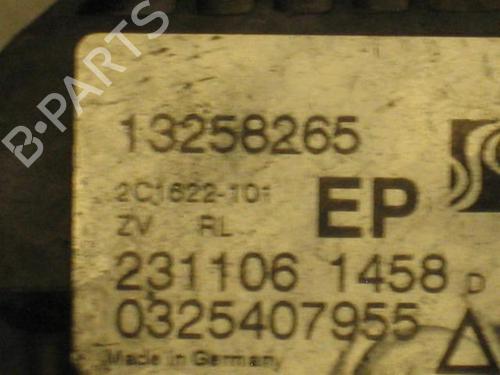 B-PARTS
13258265
2C1622-101
EP
ZV RL
231106 1458 D
0325407955
Made in Germany